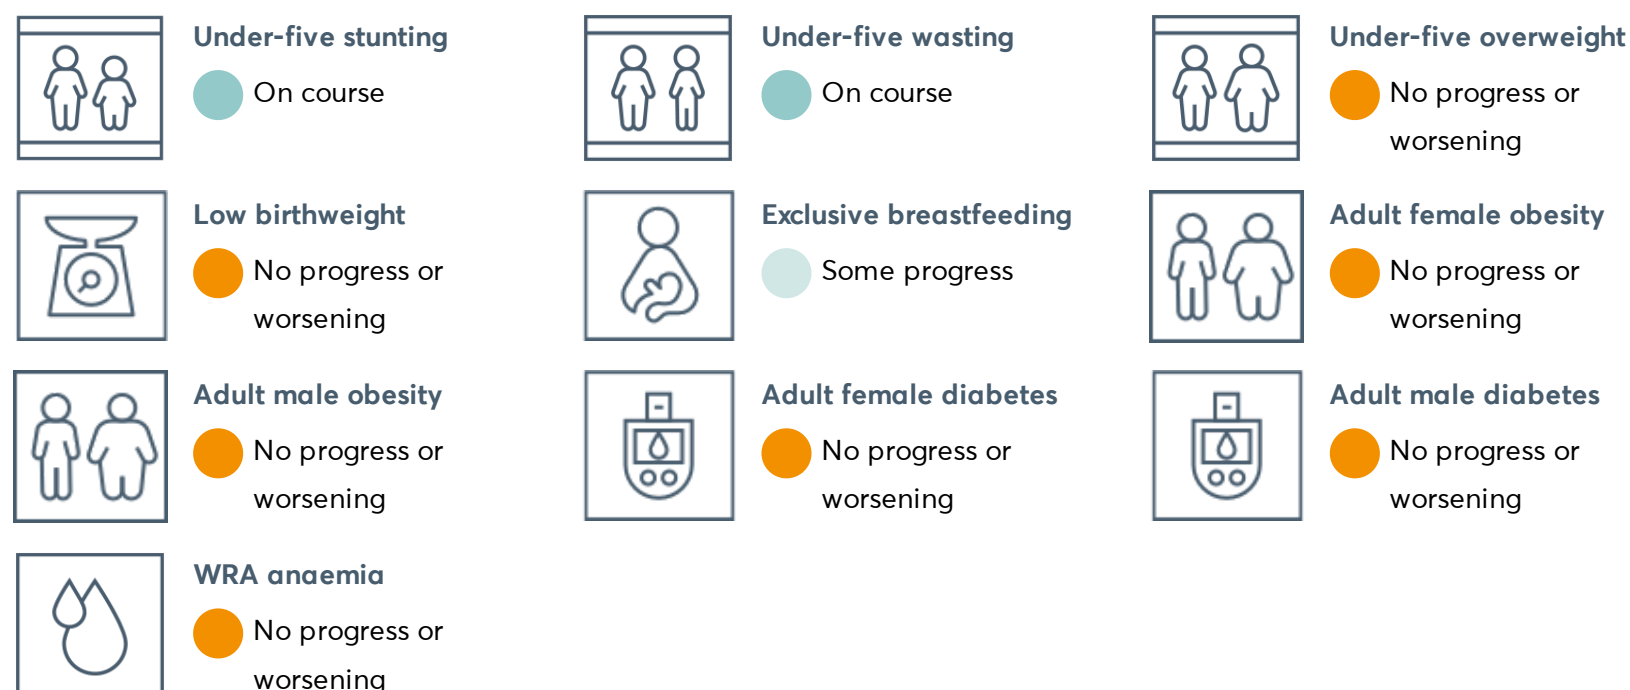 Under-five stunting
On course
Under-five wasting
On course
Under-five overweight
No progress or
worsening
Low birthweight
No progress or
worsening
Exclusive breastfeeding
Some progress
Adult female obesity
No progress or
worsening
Adult male obesity
No progress or
worsening
Adult female diabetes
No progress or
worsening
Adult male diabetes
No progress or
worsening
WRA anaemia
No progress or
worsening